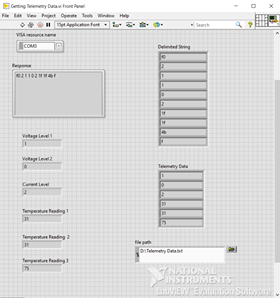 Getting Telemetry Data.vi Front Panel
File Edit View Project Operate Tools Window Help
15pt Application Font
VISA resource name
COM3
Response
f0 2 1 1 0 2 1f 1f 4b f
Voltage Level 1
1
Voltage Level 2
0
Current Level
2
Temperature Reading 1
31
Temperature Reading 2
31
Temperature Reading 3
75
Delimited String
f0
2
1
1
0
2
1f
1f
4b
f
Telemetry Data
1
0
2
31
31
75
file path
D:\Telemetry Data.txt
NATIONAL
INSTRUMENTS
LabVIEW Evaluation Software